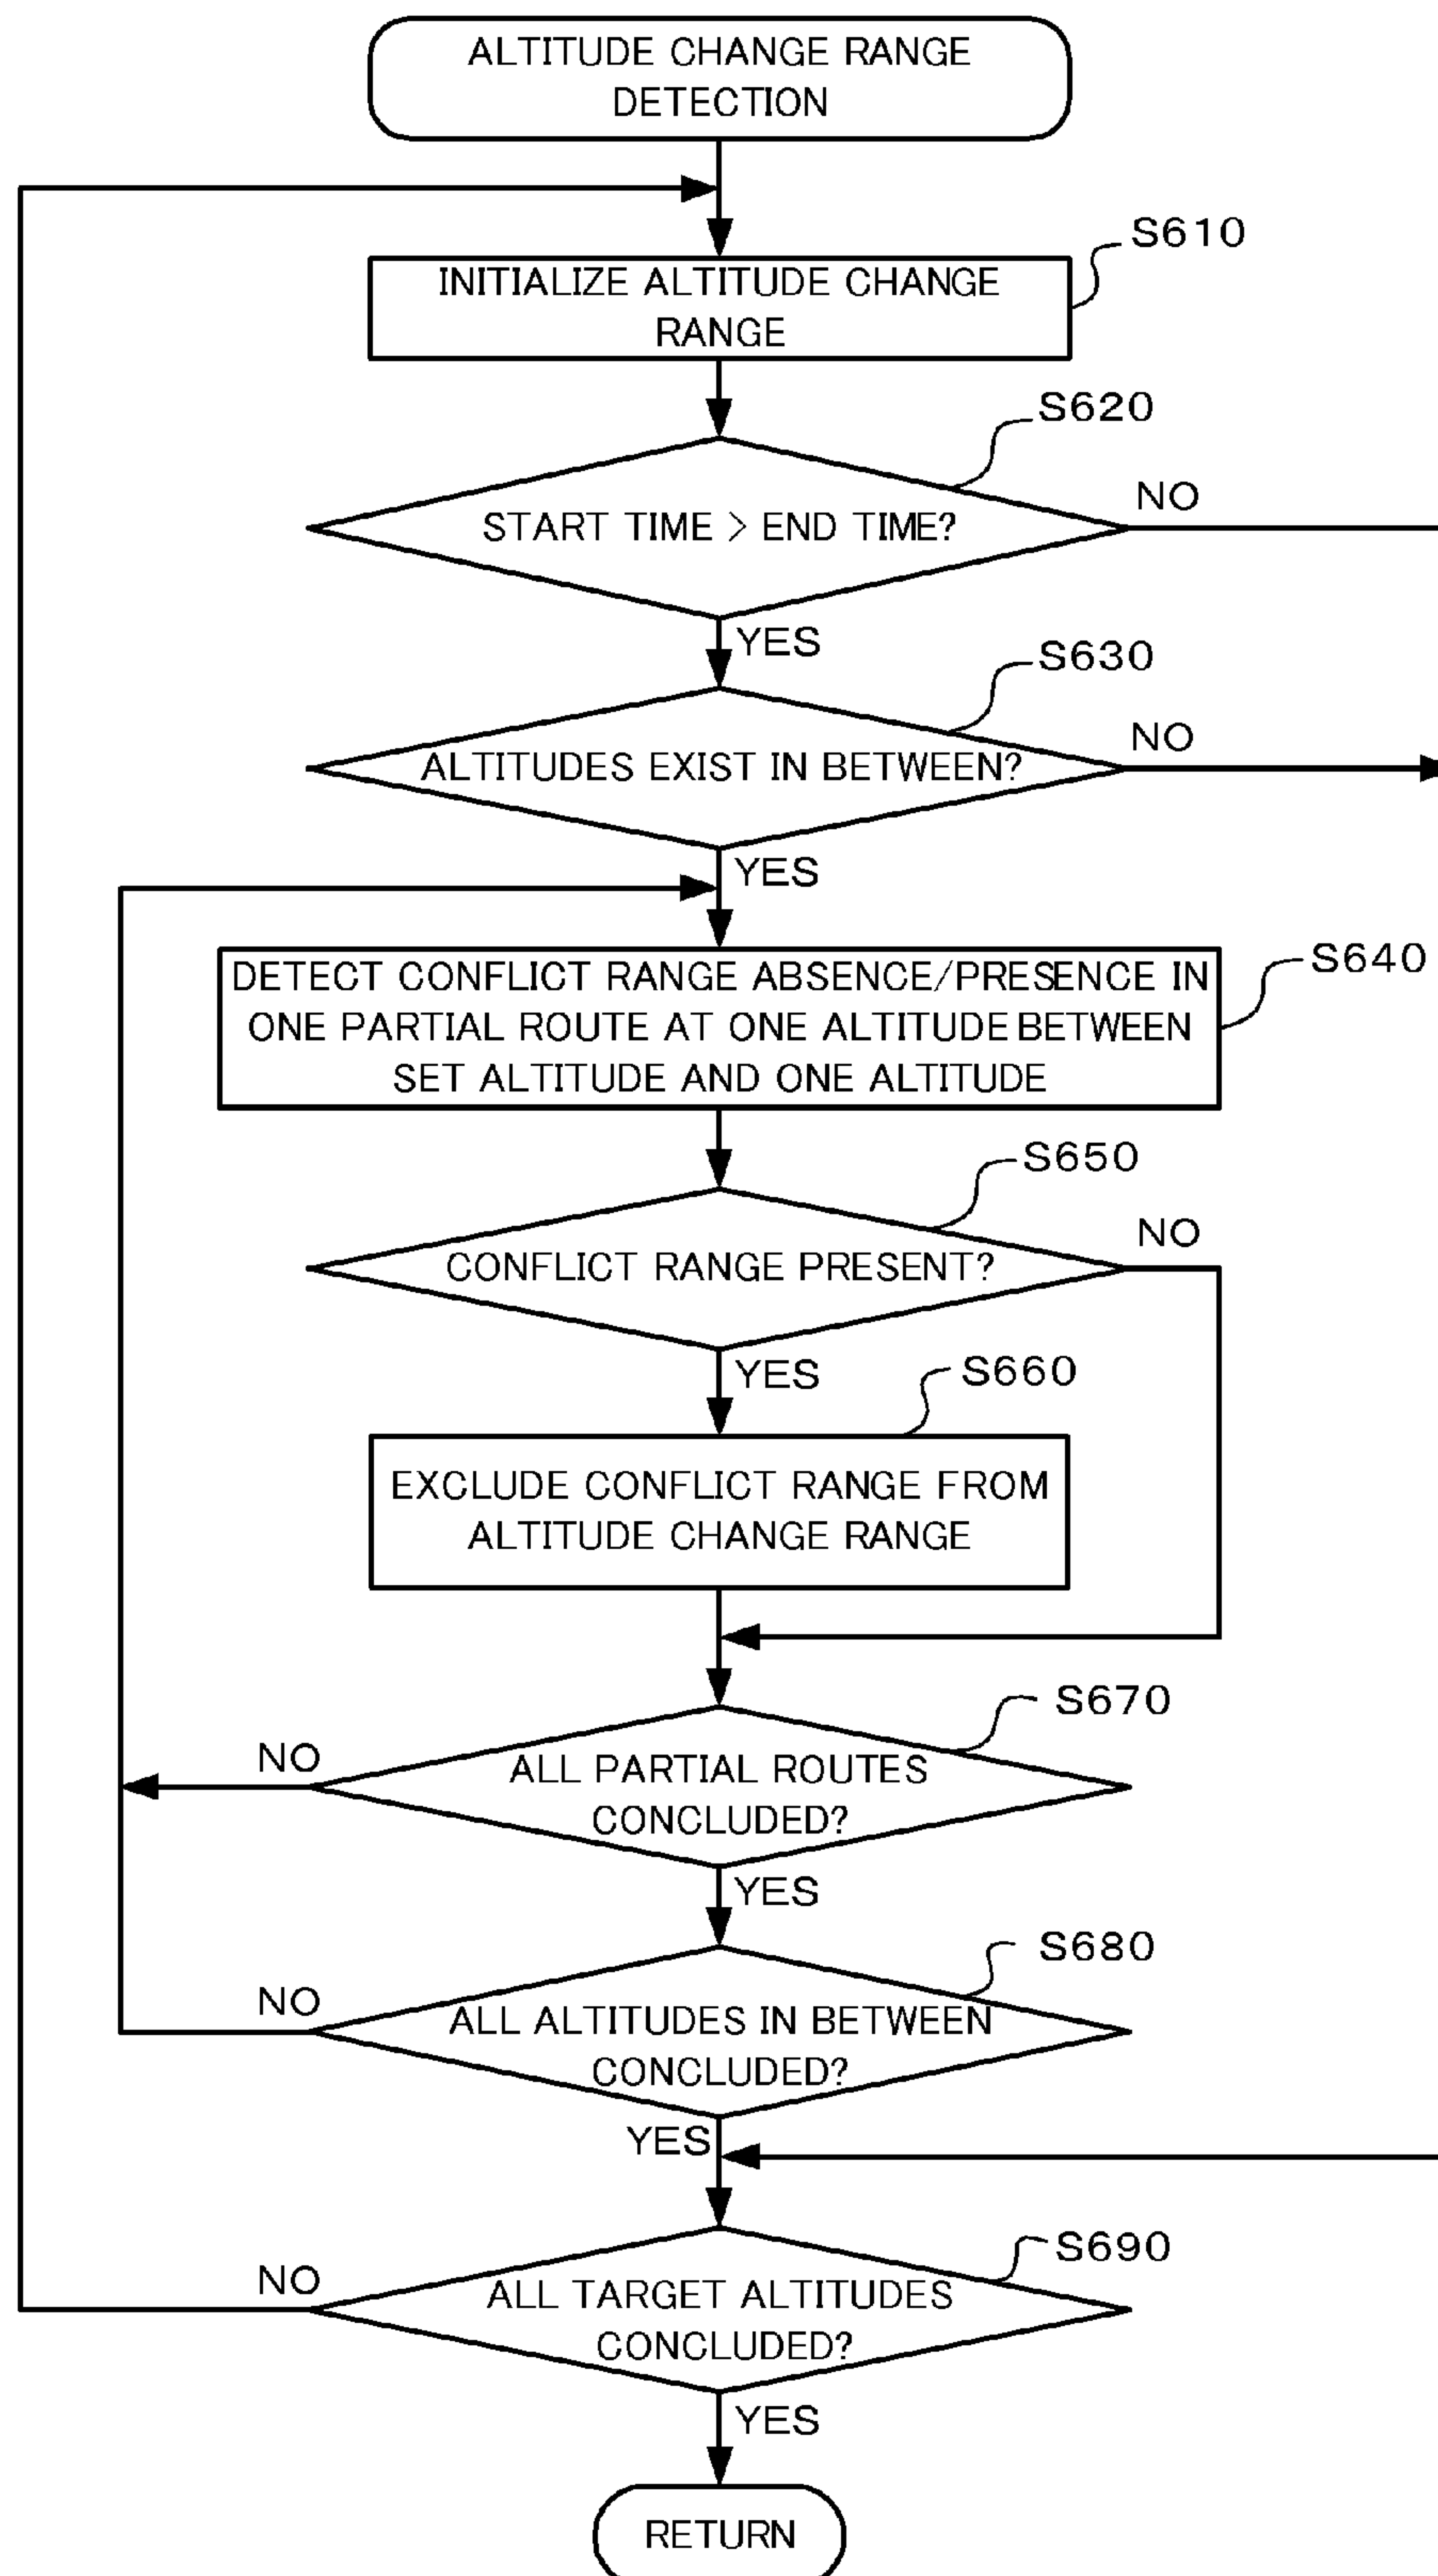 ALTITUDE CHANGE RANGE
DETECTION
S610
INITIALIZE ALTITUDE CHANGE
RANGE
S620
NO
START TIME > END TIME?
YES
S630
NO
ALTITUDES EXIST IN BETWEEN?
YES
S640
DETECT CONFLICT RANGE ABSENCE/PRESENCE IN
ONE PARTIAL ROUTE AT ONE ALTITUDE BETWEEN
SET ALTITUDE AND ONE ALTITUDE
S650
NO
CONFLICT RANGE PRESENT?
YES
S660
EXCLUDE CONFLICT RANGE FROM
ALTITUDE CHANGE RANGE
S670
NO
ALL PARTIAL ROUTES
CONCLUDED?
YES
S680
NO
ALL ALTITUDES IN BETWEEN
CONCLUDED?
YES
S690
NO
ALL TARGET ALTITUDES
CONCLUDED?
YES
RETURN